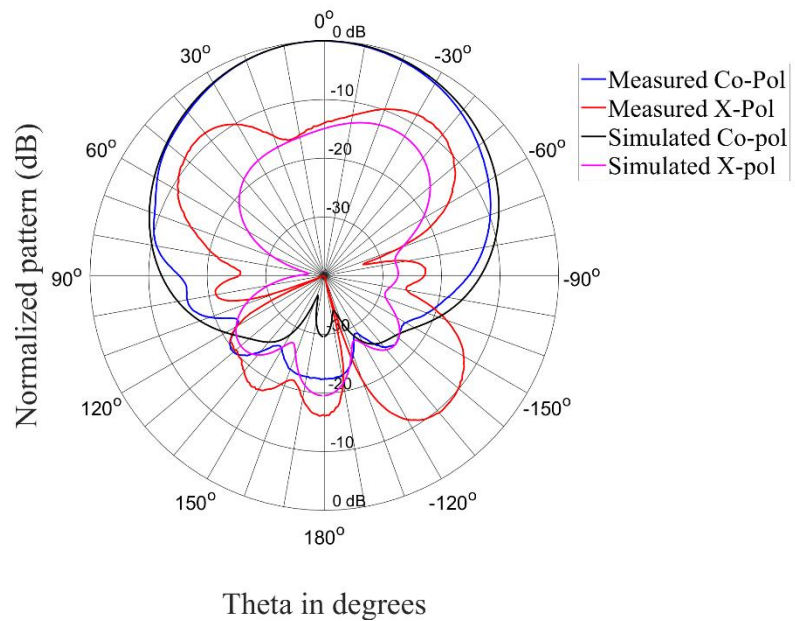 0°
0 dB
30°
-30°
Measured Co-Pol
Measured X-Pol
Simulated Co-pol
Simulated X-pol
-10
60°
-60°
-20
-30
Normalized pattern (dB)
90°
-90°
-30
-20
120°
-150°
-10
150°
-120°
0 dB
180°
Theta in degrees